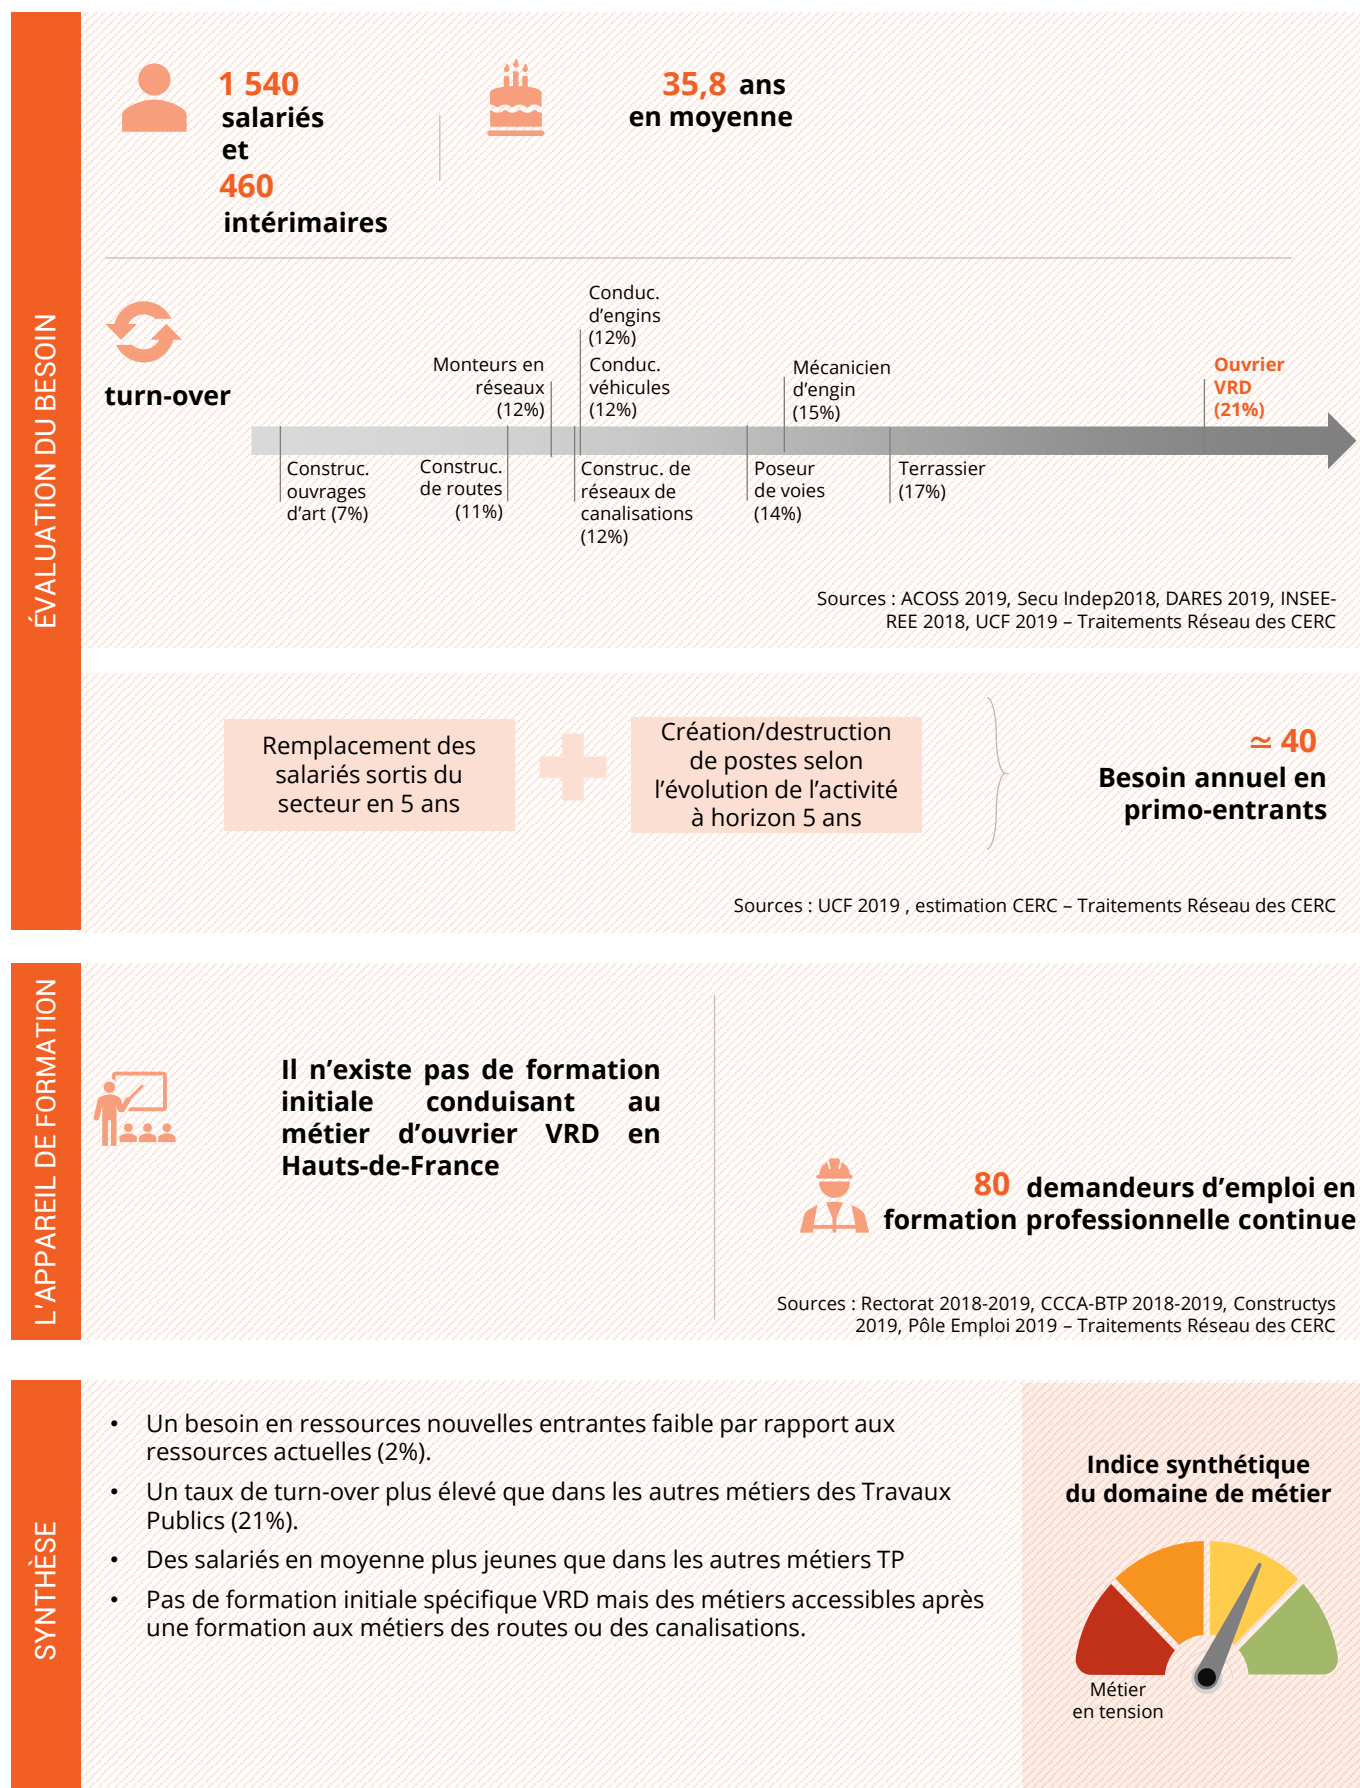 ÉVALUATION DU BESOIN
1 540
salariés
et
460
intérimaires
35,8 ans
en moyenne
turn-over
Conduc.
d’engins
(12%)
Monteurs en
réseaux
(12%)
Conduc.
véhicules
(12%)
Mécanicien
d’engin
(15%)
Ouvrier
VRD
(21%)
Construc.
ouvrages
d’art (7%)
Construc.
de routes
(11%)
Construc. de
réseaux de
canalisations
(12%)
Poseur
de voies
(14%)
Terrassier
(17%)
Sources : ACOSS 2019, Secu Indep2018, DARES 2019, INSEE-
REE 2018, UCF 2019 – Traitements Réseau des CERC
Remplacement des
salariés sortis du
secteur en 5 ans
Création/destruction
de postes selon
l’évolution de l’activité
à horizon 5 ans
≃ 40
Besoin annuel en
primo-entrants
Sources : UCF 2019 , estimation CERC – Traitements Réseau des CERC
L'APPAREIL DE FORMATION
Il n’existe pas de formation
initiale conduisant au
métier d’ouvrier VRD en
Hauts-de-France
80 demandeurs d’emploi en
formation professionnelle continue
Sources : Rectorat 2018-2019, CCCA-BTP 2018-2019, Constructys
2019, Pôle Emploi 2019 – Traitements Réseau des CERC
SYNTHÈSE
• Un besoin en ressources nouvelles entrantes faible par rapport aux
ressources actuelles (2%).
• Un taux de turn-over plus élevé que dans les autres métiers des Travaux
Publics (21%).
• Des salariés en moyenne plus jeunes que dans les autres métiers TP
• Pas de formation initiale spécifique VRD mais des métiers accessibles après
une formation aux métiers des routes ou des canalisations.
Indice synthétique
du domaine de métier
Métier
en tension